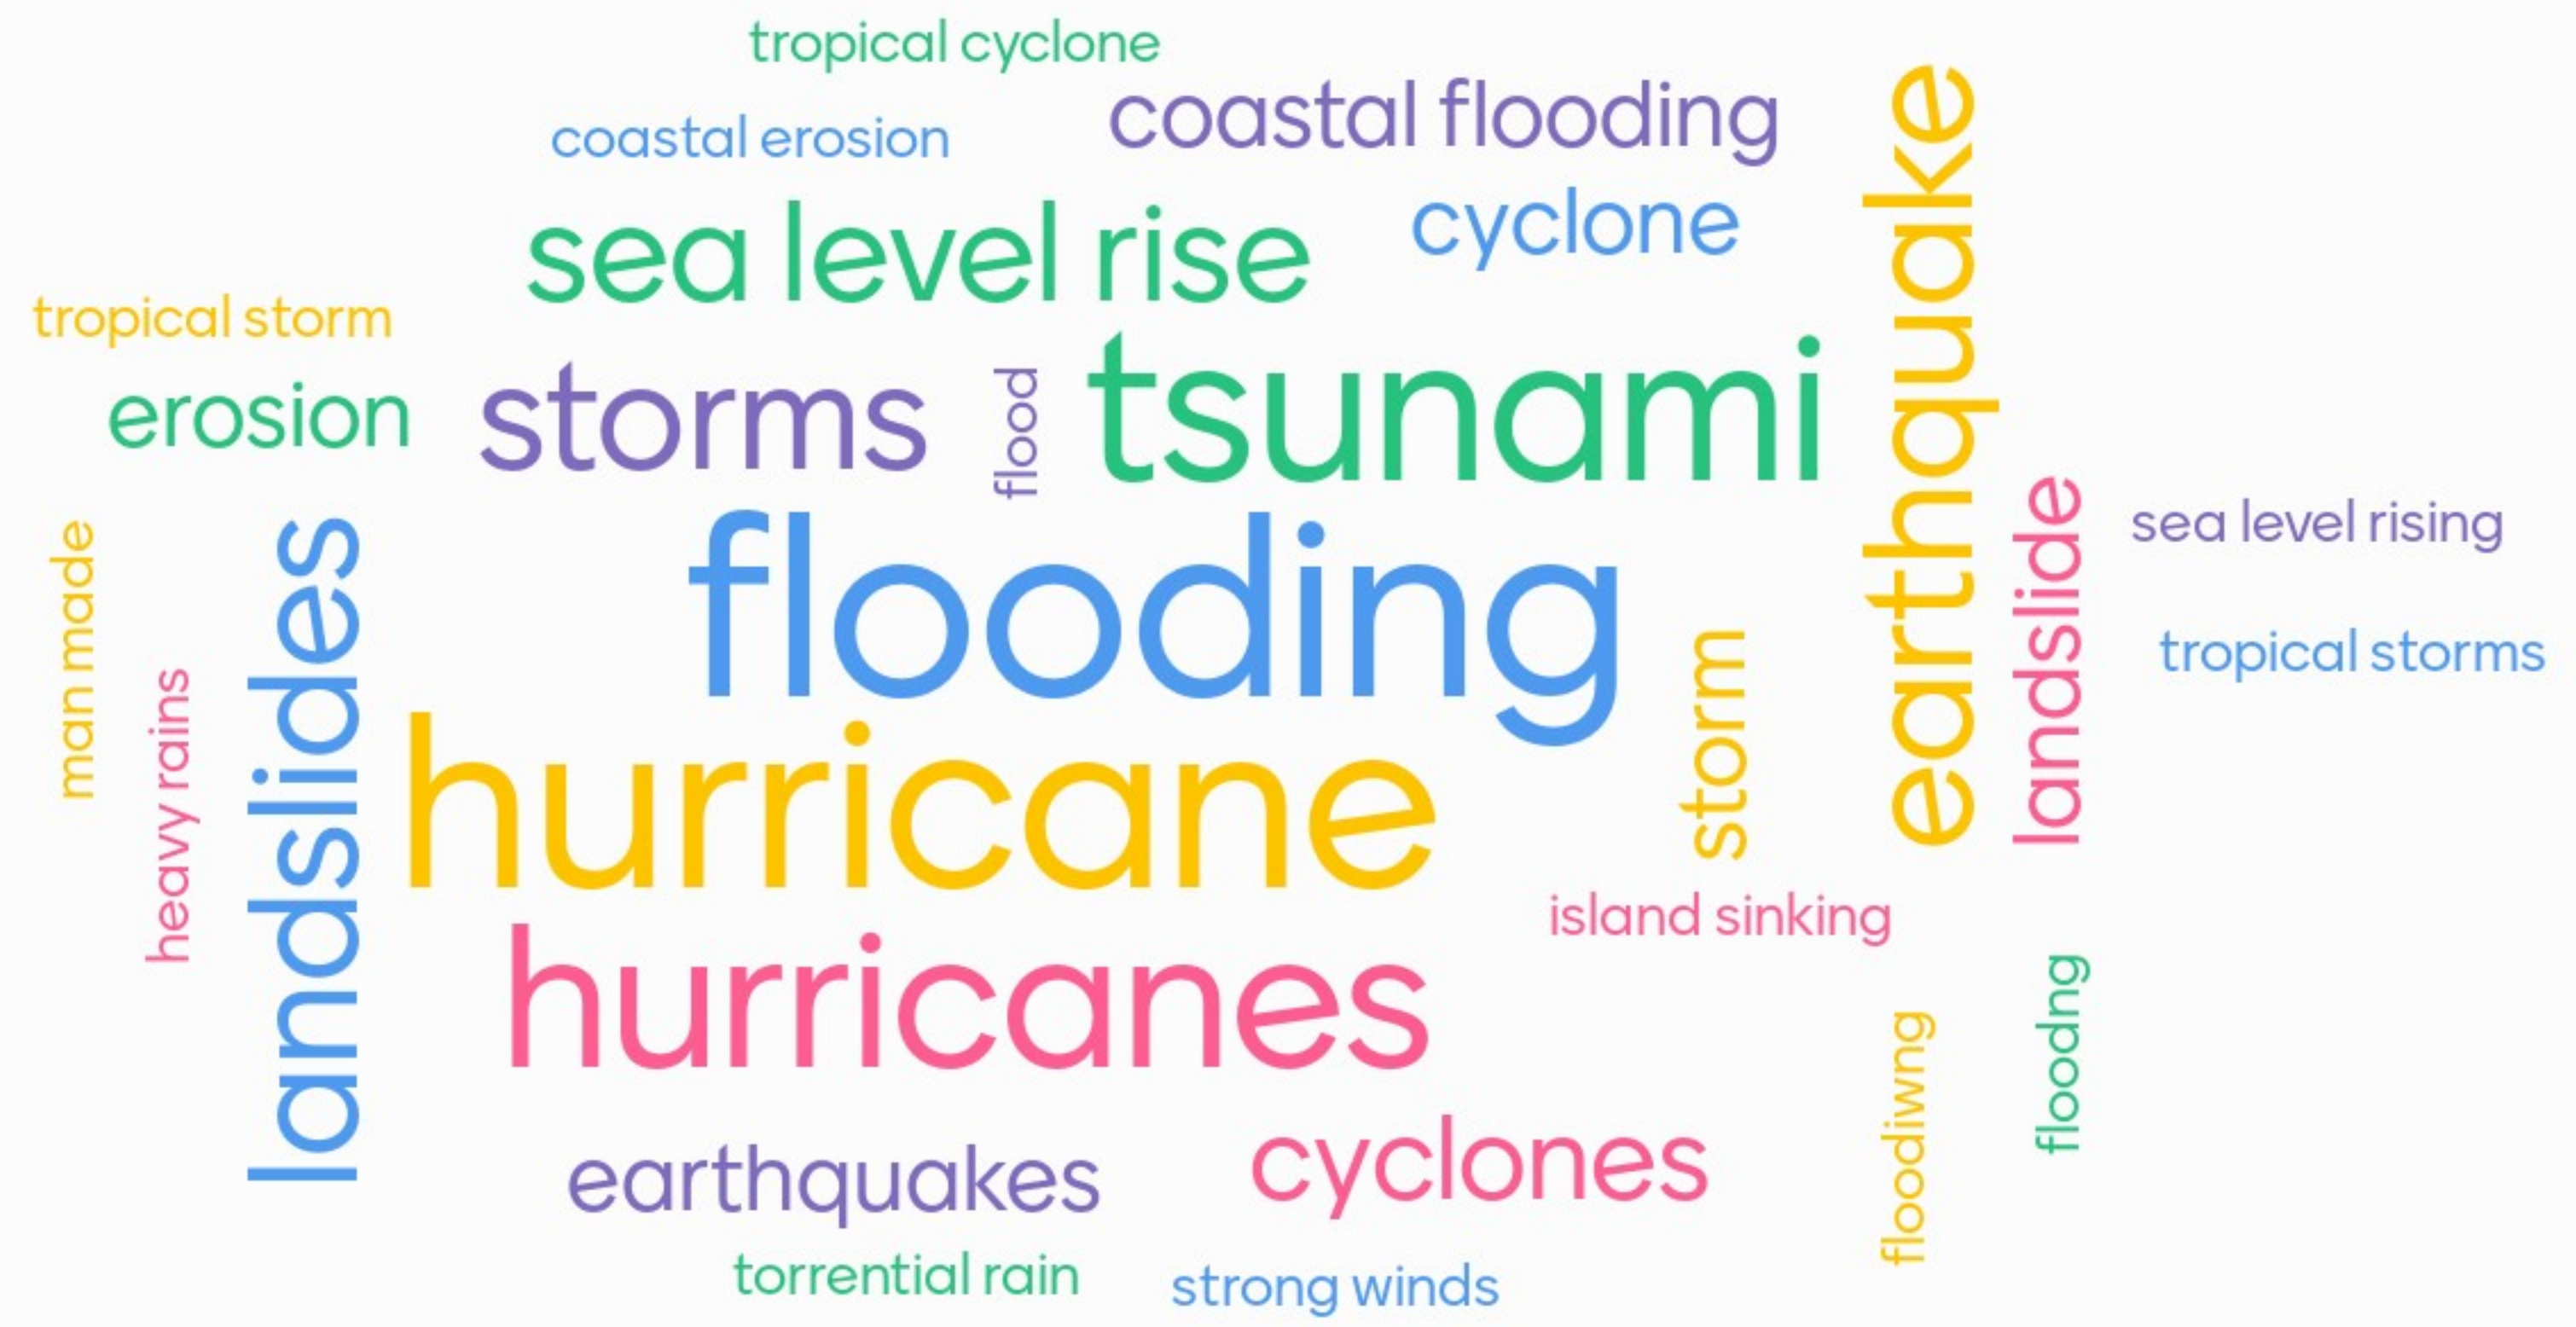 tropical cyclone
coastal flooding
coastal erosion
cyclone
sea level rise
earthquake
tropical storm
erosion
storms
flood
tsunami
landslide
sea level rising
man made
heavy rains
landslides
flooding
storm
tropical storms
hurricane
island sinking
hurricanes
floodiwng
floodng
earthquakes
cyclones
torrential rain
strong winds